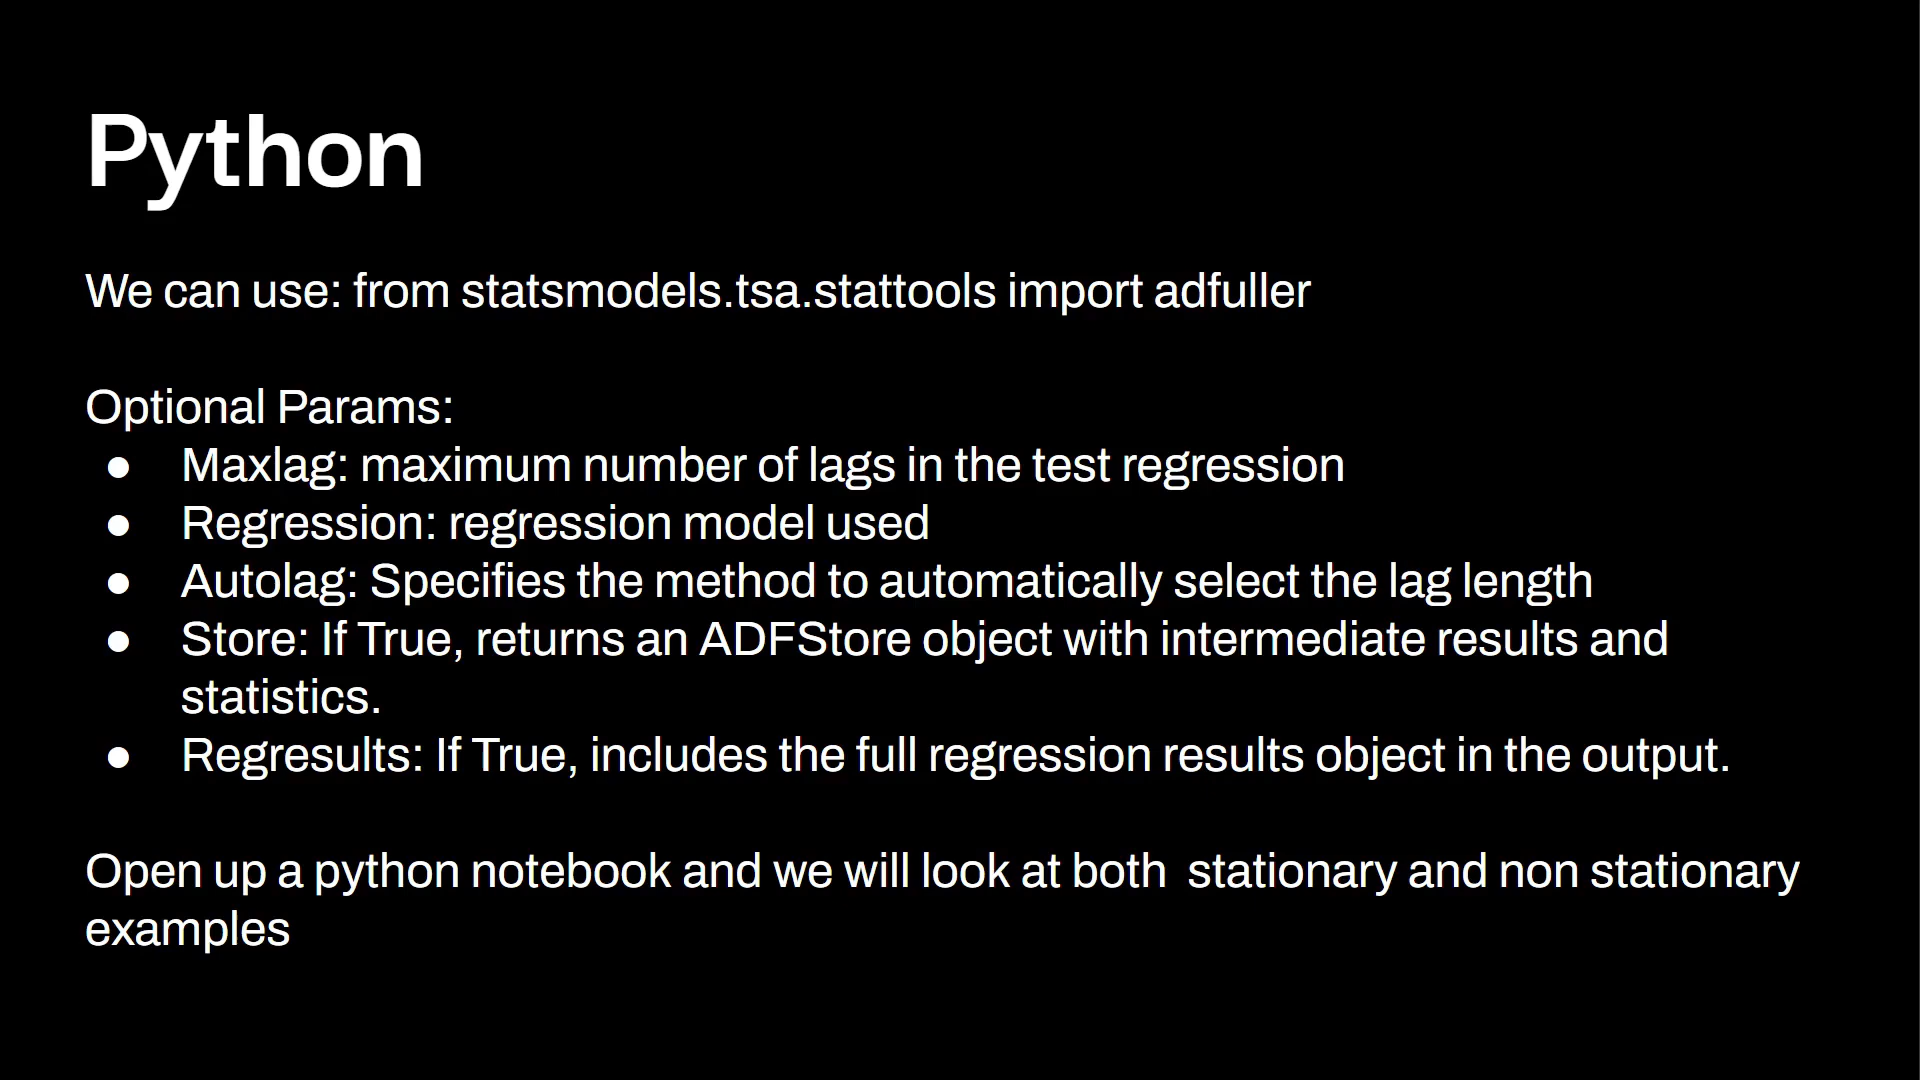 Python
We can use: from statsmodels.tsa.stattools import adfuller
Optional Params:
● Maxlag: maximum number of lags in the test regression
● Regression: regression model used
● Autolag: Specifies the method to automatically select the lag length
● Store: If True, returns an ADFStore object with intermediate results and
statistics.
● Regresults: If True, includes the full regression results object in the output.
Open up a python notebook and we will look at both  stationary and non stationary
examples